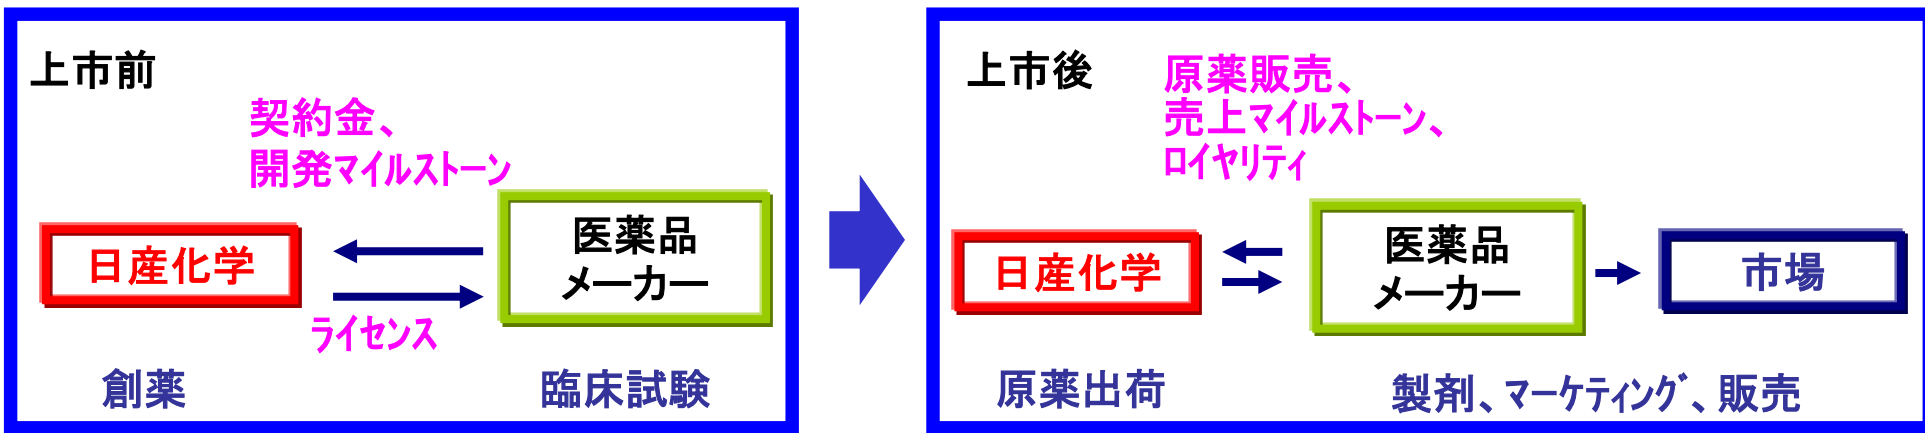 上市前
契約金、
開発マイルストーン
日産化学
医薬品
メーカー
ライセンス
創薬
臨床試験
上市後
原薬販売、
売上マイルストーン、
ロイヤリティ
日産化学
医薬品
メーカー
市場
原薬出荷
製剤、マーケティング、販売